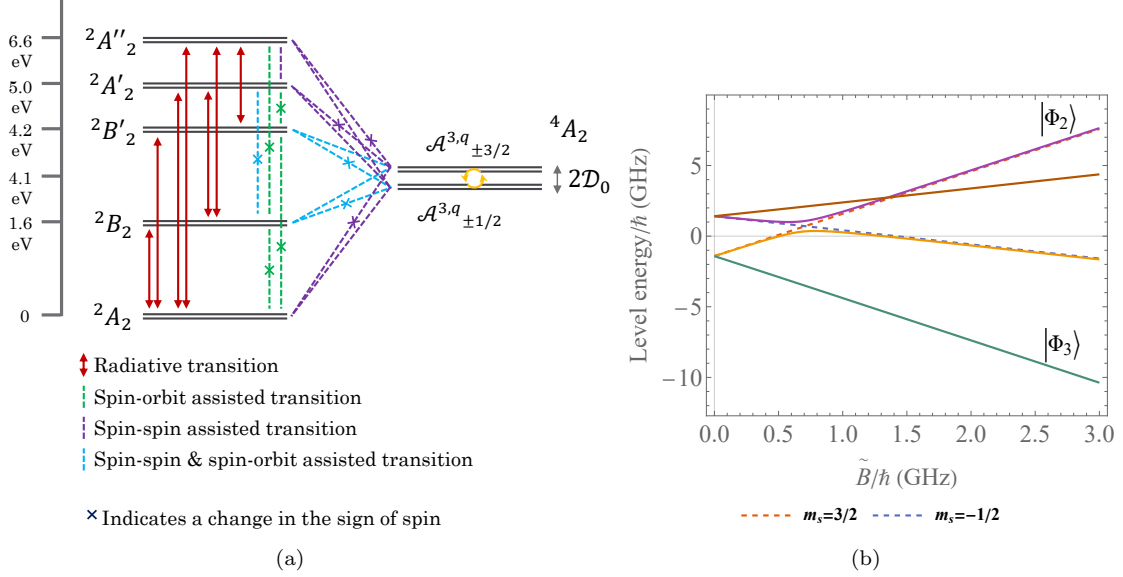 6.6
eV
5.0
eV
4.2
eV
4.1
eV
1.6
eV
0
²A''₂
²A'₂
²B'₂
²B₂
²A₂
𝒜³,q ±3/2
⁴A₂
2𝒟₀
𝒜³,q ±1/2
Radiative transition
Spin-orbit assisted transition
Spin-spin assisted transition
Spin-spin & spin-orbit assisted transition
× Indicates a change in the sign of spin
(a)
Level energy/ℏ (GHz)
5
0
−5
−10
|Φ₂⟩
|Φ₃⟩
0.0 0.5 1.0 1.5 2.0 2.5 3.0
B̃/ℏ (GHz)
mₛ=3/2 mₛ=−1/2
(b)